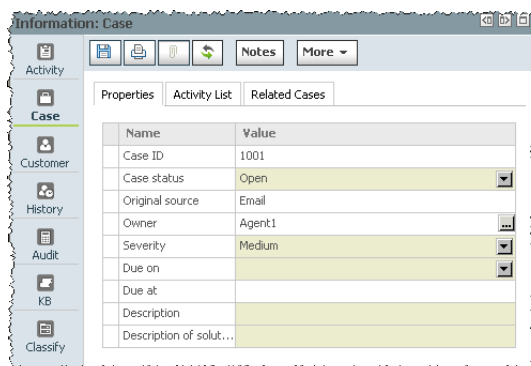 Information: Case
Notes More
Activity
Case
Customer
History
Audit
KB
Classify
Properties Activity List Related Cases
Name Value
Case ID 1001
Case status Open
Original source Email
Owner Agent1 ...
Severity Medium
Due on
Due at
Description
Description of solut...